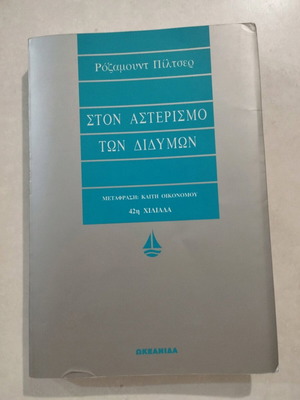 Ρόζαμουντ Πίλτσερ
ΣΤΟΝ ΑΣΤΕΡΙΣΜΟ
ΤΩΝ ΔΙΔΥΜΩΝ
ΜΕΤΑΦΡΑΣΗ: ΚΑΙΤΗ ΟΙΚΟΝΟΜΟΥ
42η ΧΙΛΙΑΔΑ
ΩΚΕΑΝΙΔΑ